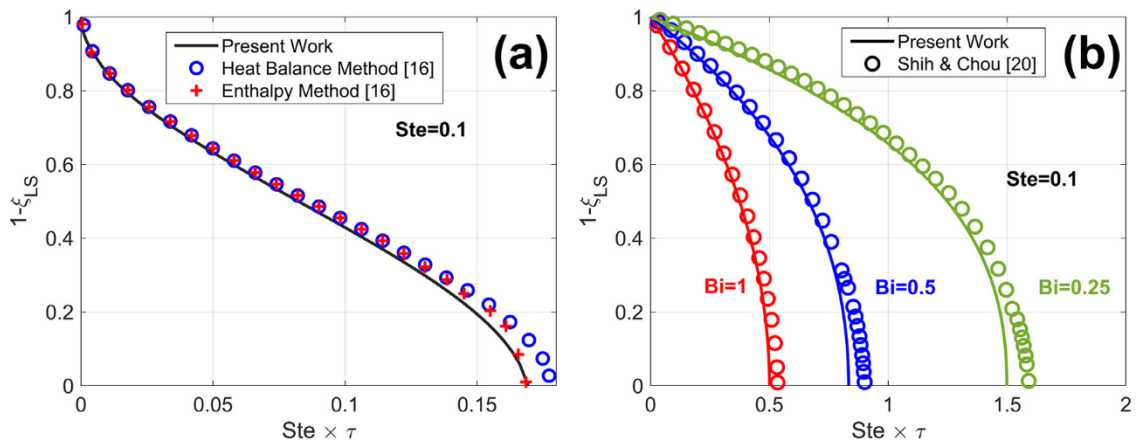 (a)
Present Work
Heat Balance Method [16]
Enthalpy Method [16]
Ste=0.1
1
0.8
0.6
0.4
0.2
0
0 0.05 0.1 0.15
1-ξLS
Ste × τ
(b)
Present Work
Shih & Chou [20]
Ste=0.1
Bi=1
Bi=0.5
Bi=0.25
1
0.8
0.6
0.4
0.2
0
0 0.5 1 1.5 2
1-ξLS
Ste × τ